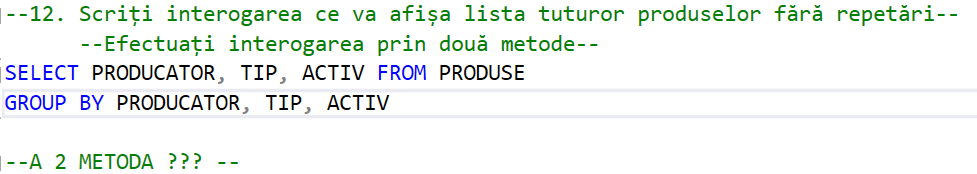 --12. Scriți interogarea ce va afișa lista tuturor produselor fără repetări--
--Efectuați interogarea prin două metode--
SELECT PRODUCATOR, TIP, ACTIV FROM PRODUSE
GROUP BY PRODUCATOR, TIP, ACTIV
--A 2 METODA ??? --